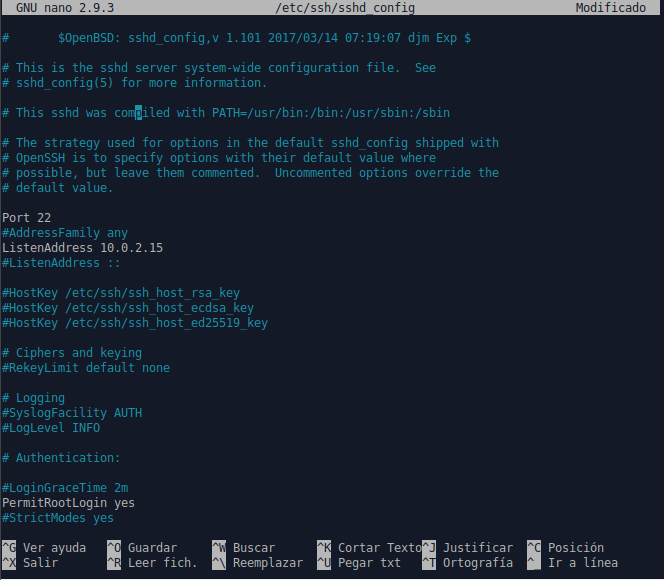 GNU nano 2.9.3 /etc/ssh/sshd_config Modificado
# $OpenBSD: sshd_config,v 1.101 2017/03/14 07:19:07 djm Exp $
# This is the sshd server system-wide configuration file. See
# sshd_config(5) for more information.
# This sshd was compiled with PATH=/usr/bin:/bin:/usr/sbin:/sbin
# The strategy used for options in the default sshd_config shipped with
# OpenSSH is to specify options with their default value where
# possible, but leave them commented. Uncommented options override the
# default value.
Port 22
#AddressFamily any
ListenAddress 10.0.2.15
#ListenAddress ::
#HostKey /etc/ssh/ssh_host_rsa_key
#HostKey /etc/ssh/ssh_host_ecdsa_key
#HostKey /etc/ssh/ssh_host_ed25519_key
# Ciphers and keying
#RekeyLimit default none
# Logging
#SyslogFacility AUTH
#LogLevel INFO
# Authentication:
#LoginGraceTime 2m
PermitRootLogin yes
#StrictModes yes
^G Ver ayuda ^O Guardar ^W Buscar ^K Cortar Texto ^J Justificar ^C Posición
^X Salir ^R Leer fich. ^\ Reemplazar ^U Pegar txt ^T Ortografía ^_ Ir a línea